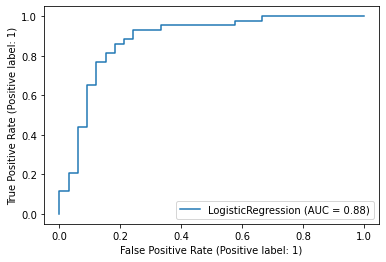 True Positive Rate (Positive label: 1)
1.0
0.8
0.6
0.4
0.2
0.0
LogisticRegression (AUC = 0.88)
0.0 0.2 0.4 0.6 0.8 1.0
False Positive Rate (Positive label: 1)